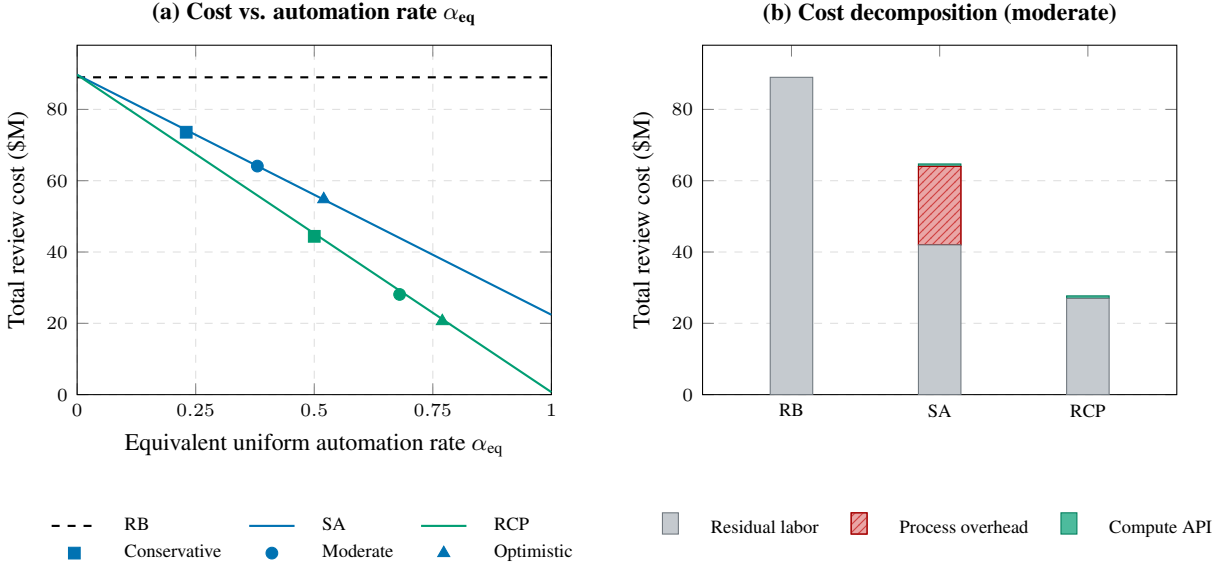 (a) Cost vs. automation rate αeq
Total review cost ($M)
80
60
40
20
0
0 0.25 0.5 0.75 1
Equivalent uniform automation rate αeq
RB SA RCP
Conservative Moderate Optimistic
(b) Cost decomposition (moderate)
Total review cost ($M)
80
60
40
20
0
RB SA RCP
Residual labor Process overhead Compute API